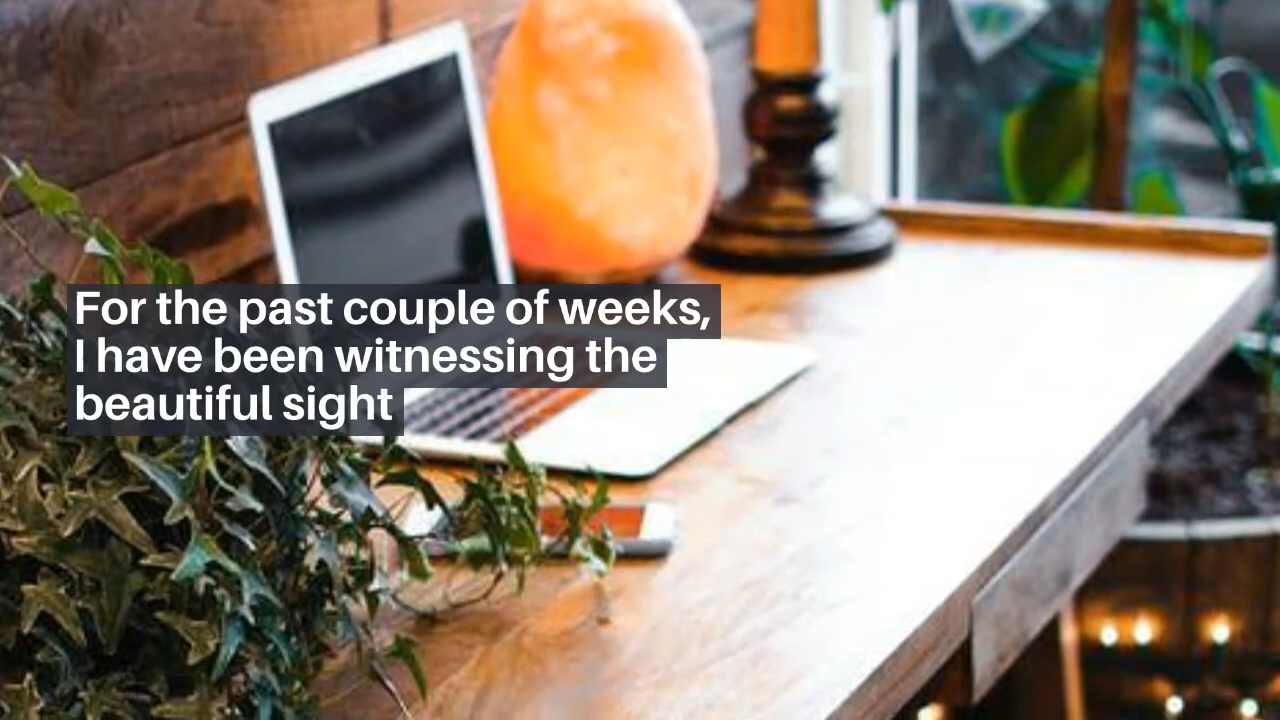 For the past couple of weeks,
I have been witnessing the
beautiful sight